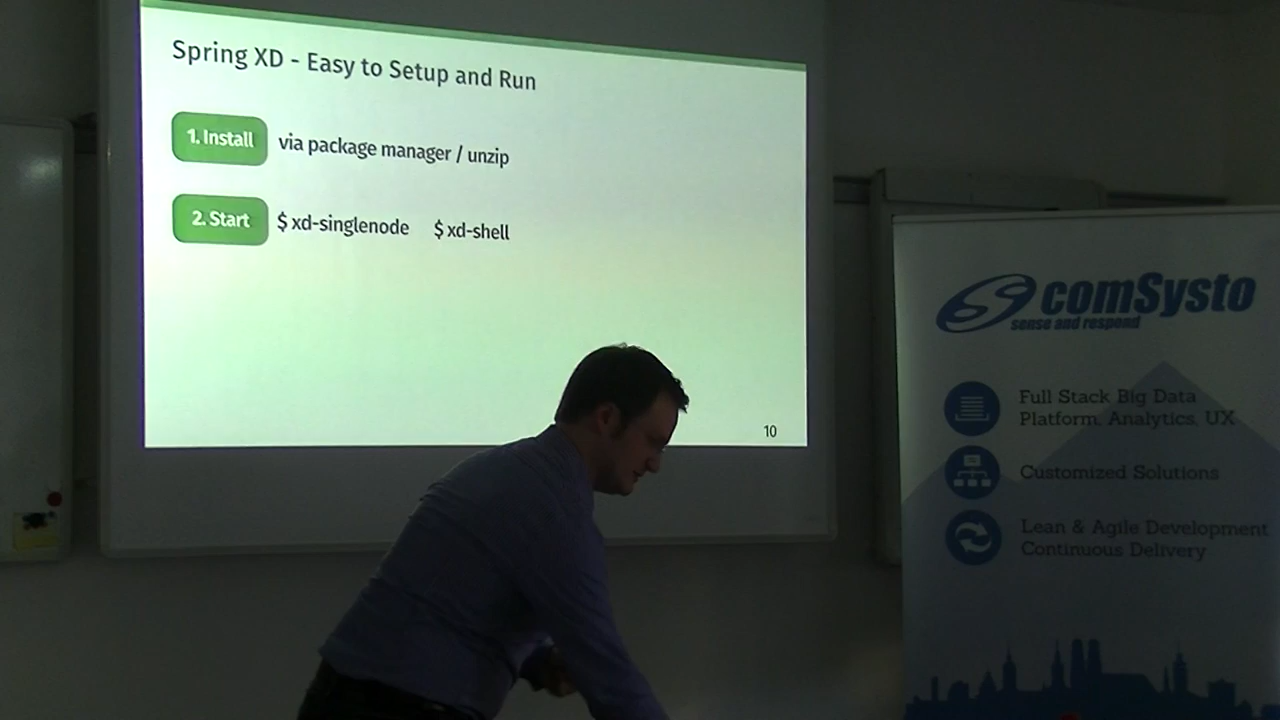 Spring XD - Easy to Setup and Run
1. Install via package manager / unzip
2. Start $ xd-singlenode $ xd-shell
10
comSysto
sense and respond
Full Stack Big Data
Platform, Analytics, UX
Customized Solutions
Lean & Agile Development
Continuous Delivery